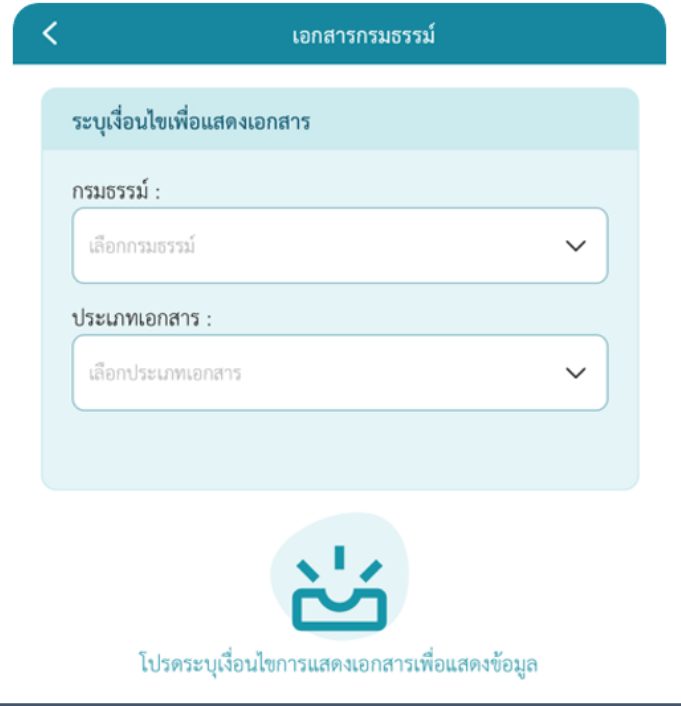 เอกสารกรมธรรม์
ระบุเงื่อนไขเพื่อแสดงเอกสาร
กรมธรรม์ :
เลือกกรมธรรม์
ประเภทเอกสาร :
เลือกประเภทเอกสาร
โปรดระบุเงื่อนไขการแสดงเอกสารเพื่อแสดงข้อมูล